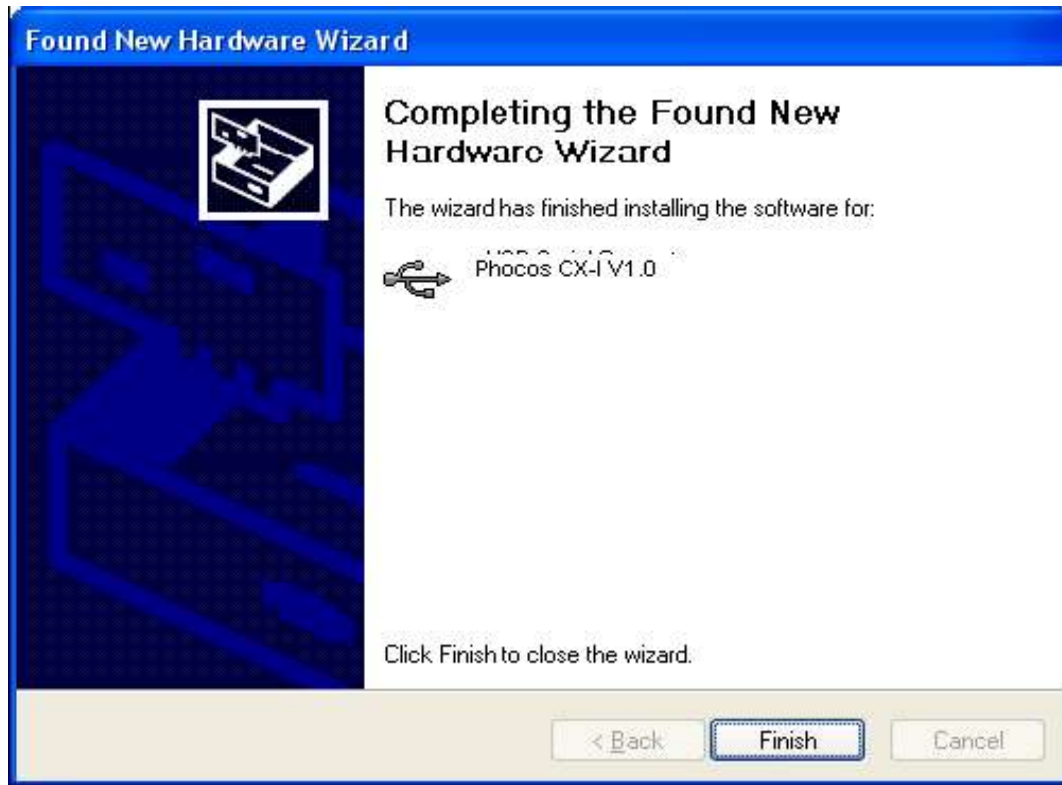 Found New Hardware Wizard
Completing the Found New
Hardware Wizard
The wizard has finished installing the software for:
Phocos CX-I V1.0
Click Finish to close the wizard.
< Back
Finish
Cancel